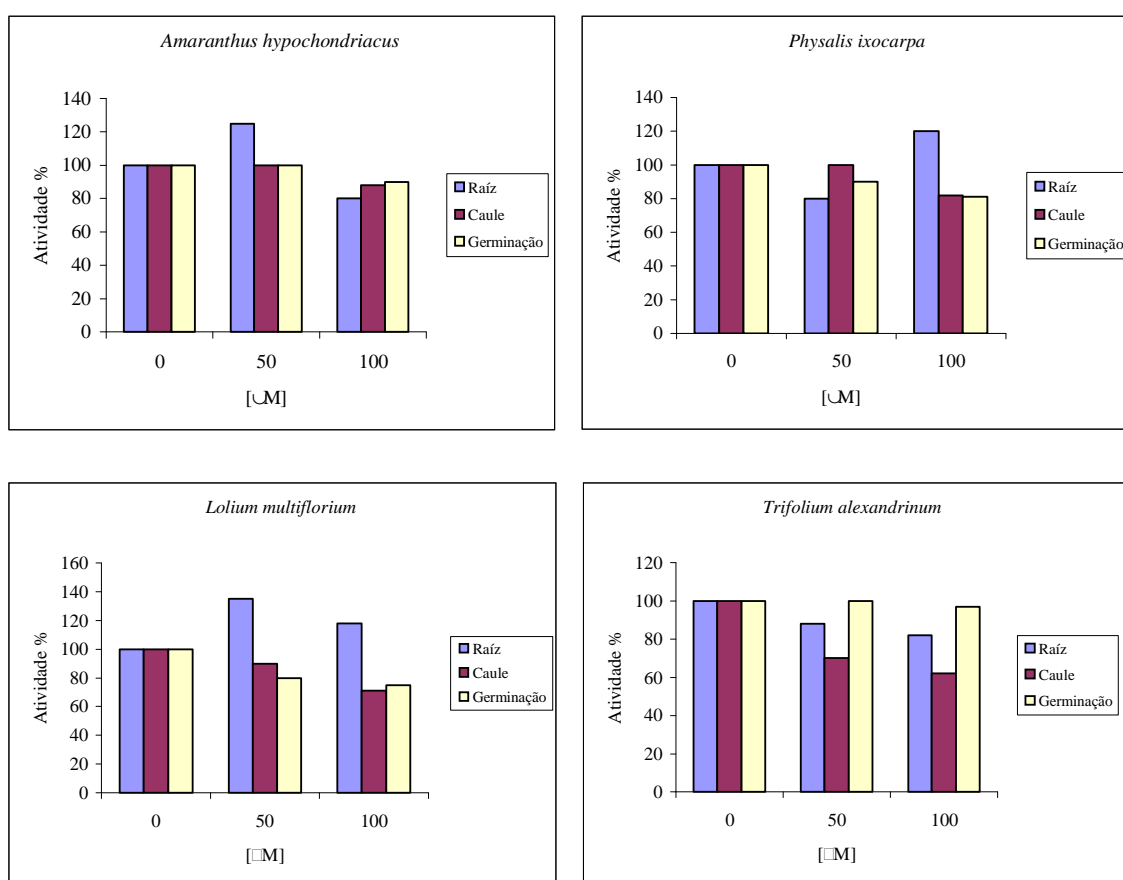 Amaranthus hypochondriacus
140
120
100
80
60
40
20
0
Atividade %
0 50 100
[∪M]
Raíz
Caule
Germinação
Physalis ixocarpa
140
120
100
80
60
40
20
0
Atividade %
0 50 100
[∪M]
Raíz
Caule
Germinação
Lolium multiflorium
160
140
120
100
80
60
40
20
0
Atividade %
0 50 100
[□M]
Raíz
Caule
Germinação
Trifolium alexandrinum
120
100
80
60
40
20
0
Atividade %
0 50 100
[□M]
Raíz
Caule
Germinação